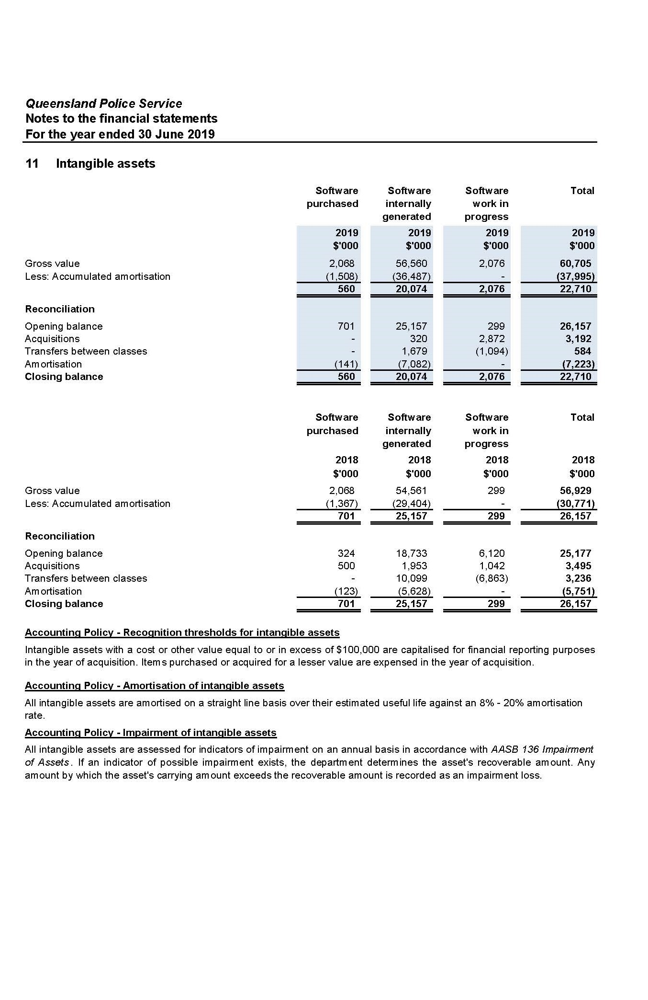 Queensland Police Service
Notes to the financial statements
For the year ended 30 June 2019
11 Intangible assets
Software Software Software Total
purchased internally work in
generated progress
2019 2019 2019 2019
$'000 $'000 $'000 $'000
Gross value 2,068 56,560 2,076 60,705
Less: Accumulated amortisation (1,508) (36,487) - (37,995)
560 20,074 2,076 22,710
Reconciliation
Opening balance 701 25,157 299 26,157
Acquisitions - 320 2,872 3,192
Transfers between classes - 1,679 (1,094) 584
Amortisation (141) (7,082) - (7,223)
Closing balance 560 20,074 2,076 22,710
Software Software Software Total
purchased internally work in
generated progress
2018 2018 2018 2018
$'000 $'000 $'000 $'000
Gross value 2,068 54,561 299 56,929
Less: Accumulated amortisation (1,367) (29,404) - (30,771)
701 25,157 299 26,157
Reconciliation
Opening balance 324 18,733 6,120 25,177
Acquisitions 500 1,953 1,042 3,495
Transfers between classes - 10,099 (6,863) 3,236
Amortisation (123) (5,628) - (5,751)
Closing balance 701 25,157 299 26,157
Accounting Policy - Recognition thresholds for intangible assets
Intangible assets with a cost or other value equal to or in excess of $100,000 are capitalised for financial reporting purposes
in the year of acquisition. Items purchased or acquired for a lesser value are expensed in the year of acquisition.
Accounting Policy - Amortisation of intangible assets
All intangible assets are amortised on a straight line basis over their estimated useful life against an 8% - 20% amortisation
rate.
Accounting Policy - Impairment of intangible assets
All intangible assets are assessed for indicators of impairment on an annual basis in accordance with AASB 136 Impairment
of Assets. If an indicator of possible impairment exists, the department determines the asset's recoverable amount. Any
amount by which the asset's carrying amount exceeds the recoverable amount is recorded as an impairment loss.